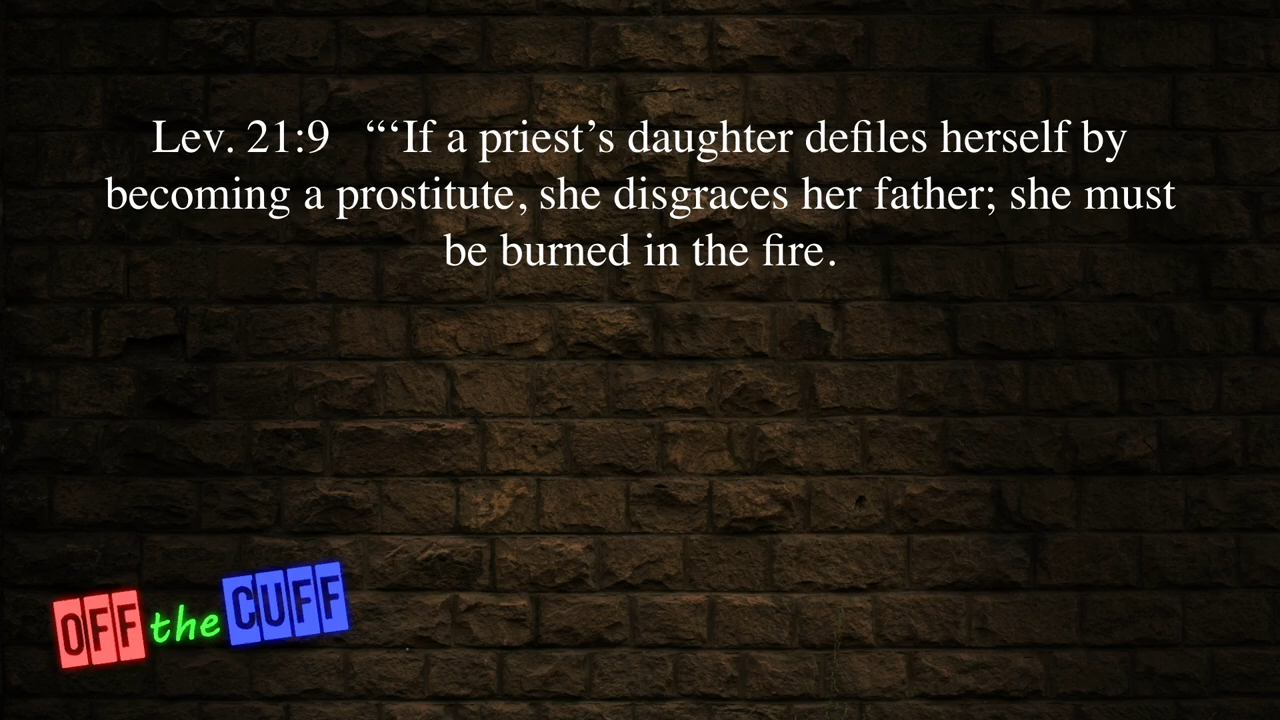 Lev. 21:9   “‘If a priest’s daughter defiles herself by
becoming a prostitute, she disgraces her father; she must
be burned in the fire.
OFF the CUFF